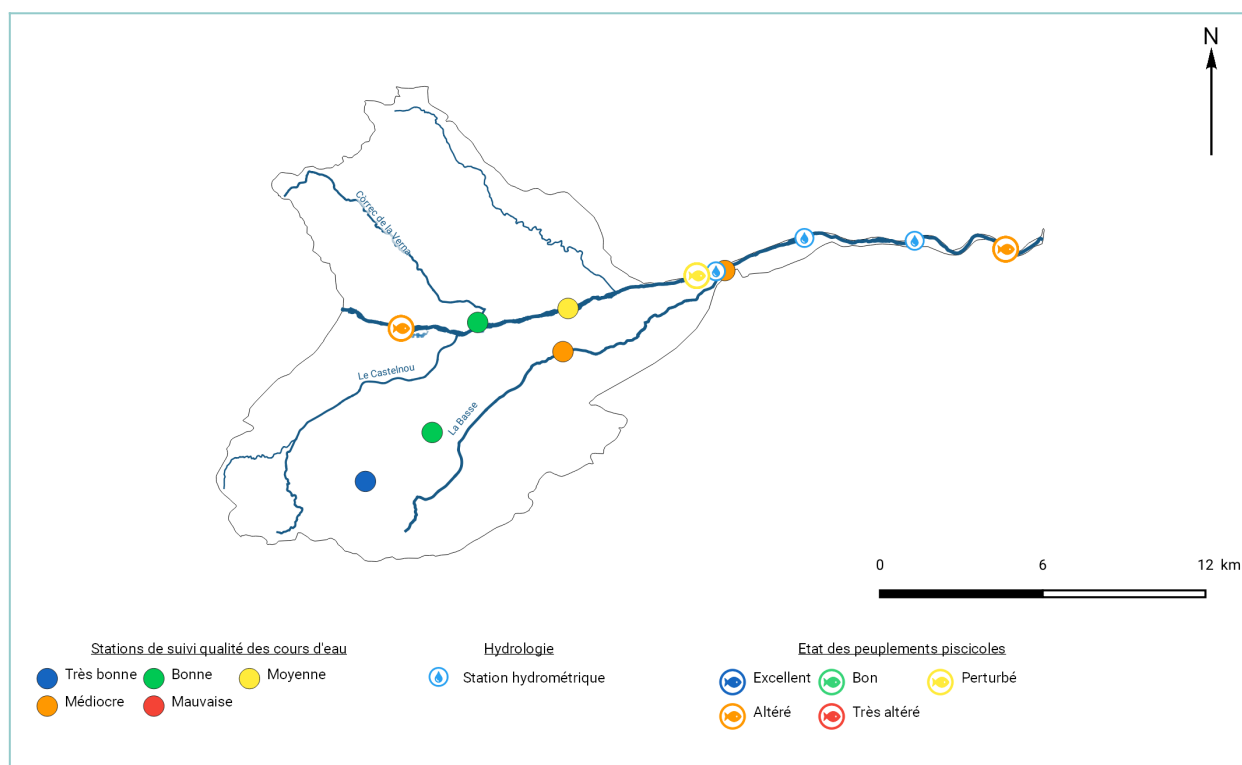 N
Còrrec de la Verna
Le Castelnou
La Basse
0 6 12 km
Stations de suivi qualité des cours d'eau
Très bonne Bonne Moyenne
Médiocre Mauvaise
Hydrologie
Station hydrométrique
Etat des peuplements piscicoles
Excellent Bon Perturbé
Altéré Très altéré